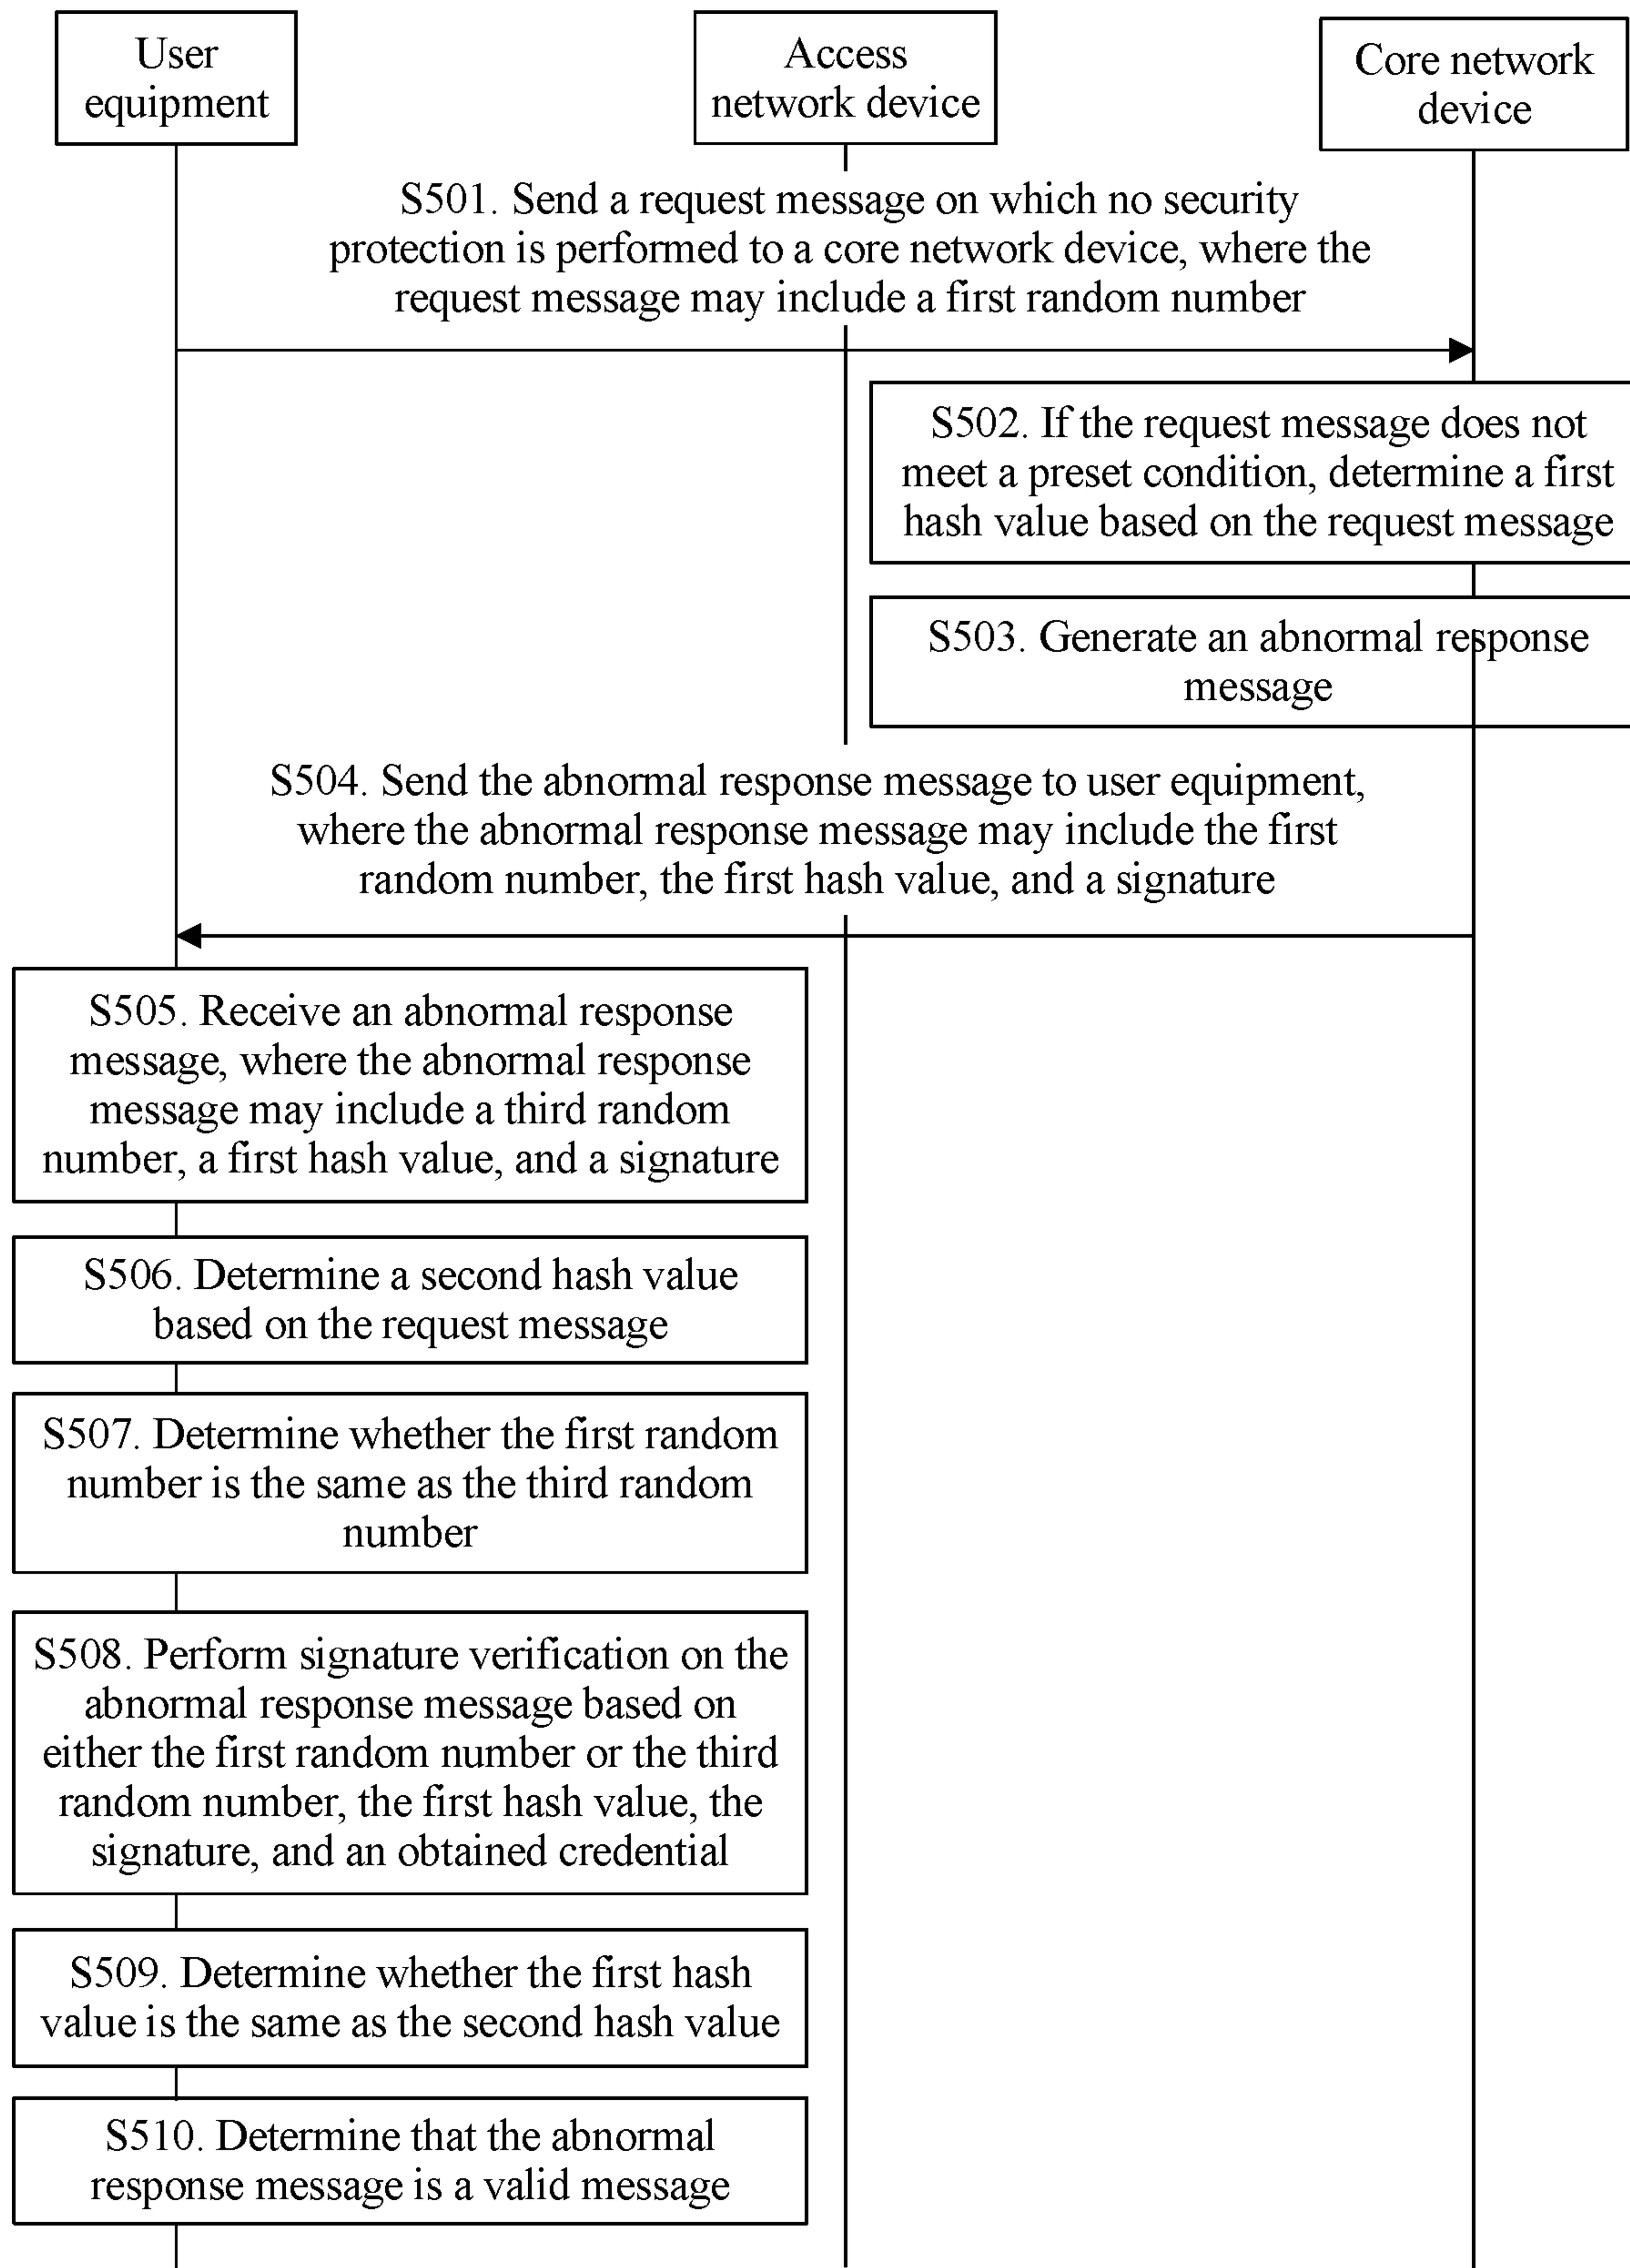 User
equipment
Access
network device
Core network
device
S501. Send a request message on which no security
protection is performed to a core network device, where the
request message may include a first random number
S502. If the request message does not
meet a preset condition, determine a first
hash value based on the request message
S503. Generate an abnormal response
message
S504. Send the abnormal response message to user equipment,
where the abnormal response message may include the first
random number, the first hash value, and a signature
S505. Receive an abnormal response
message, where the abnormal response
message may include a third random
number, a first hash value, and a signature
S506. Determine a second hash value
based on the request message
S507. Determine whether the first random
number is the same as the third random
number
S508. Perform signature verification on the
abnormal response message based on
either the first random number or the third
random number, the first hash value, the
signature, and an obtained credential
S509. Determine whether the first hash
value is the same as the second hash value
S510. Determine that the abnormal
response message is a valid message